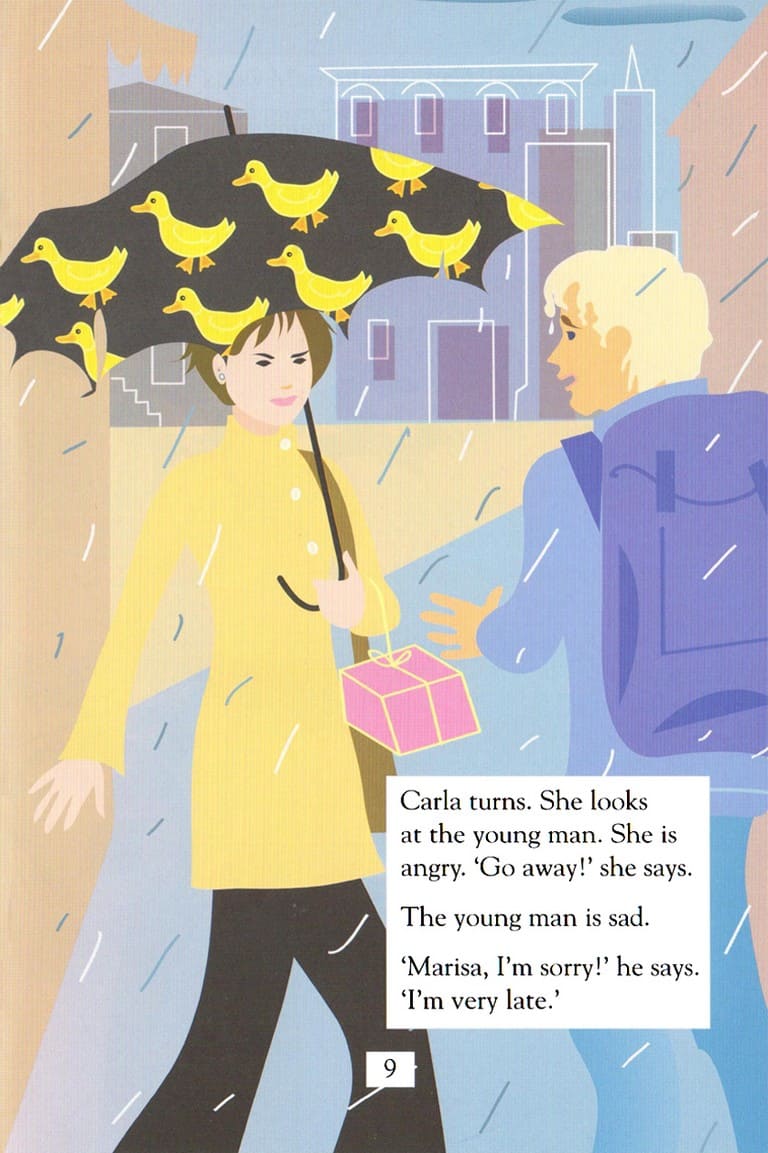 Carla turns. She looks
at the young man. She is
angry. ‘Go away!’ she says.
The young man is sad.
‘Marisa, I’m sorry!’ he says.
‘I’m very late.’
9